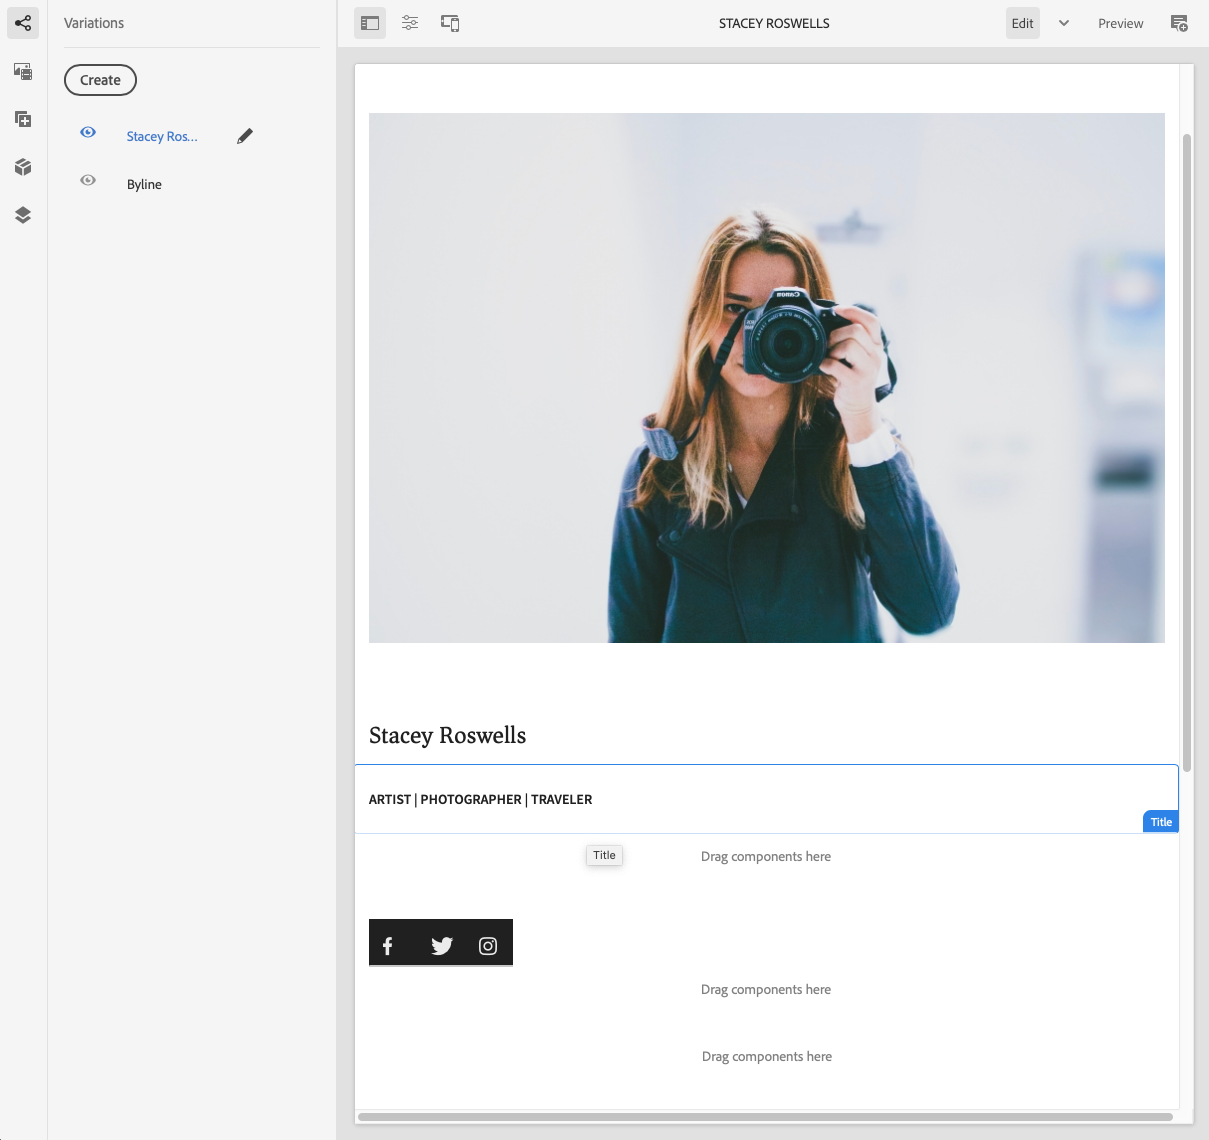 Variations
STACEY ROSWELLS
Edit
Preview
Create
Stacey Ros...
Byline
Canon
Stacey Roswells
ARTIST | PHOTOGRAPHER | TRAVELER
Title
Title
Drag components here
Drag components here
Drag components here